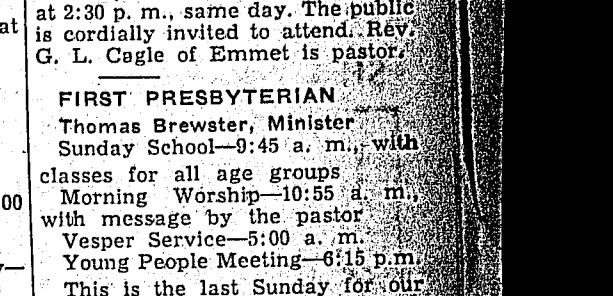 at 2:30 p. m., same day. The public
at is cordially invited to attend. Rev.
G. L. Cagle of Emmet is pastor.
FIRST PRESBYTERIAN
Thomas Brewster, Minister
Sunday School—9:45 a. m., with
classes for all age groups
00 Morning Worship—10:55 a. m.,
with message by the pastor
Vesper Service—5:00 a. m.
Young People Meeting—6:15 p.m.
This is the last Sunday for our